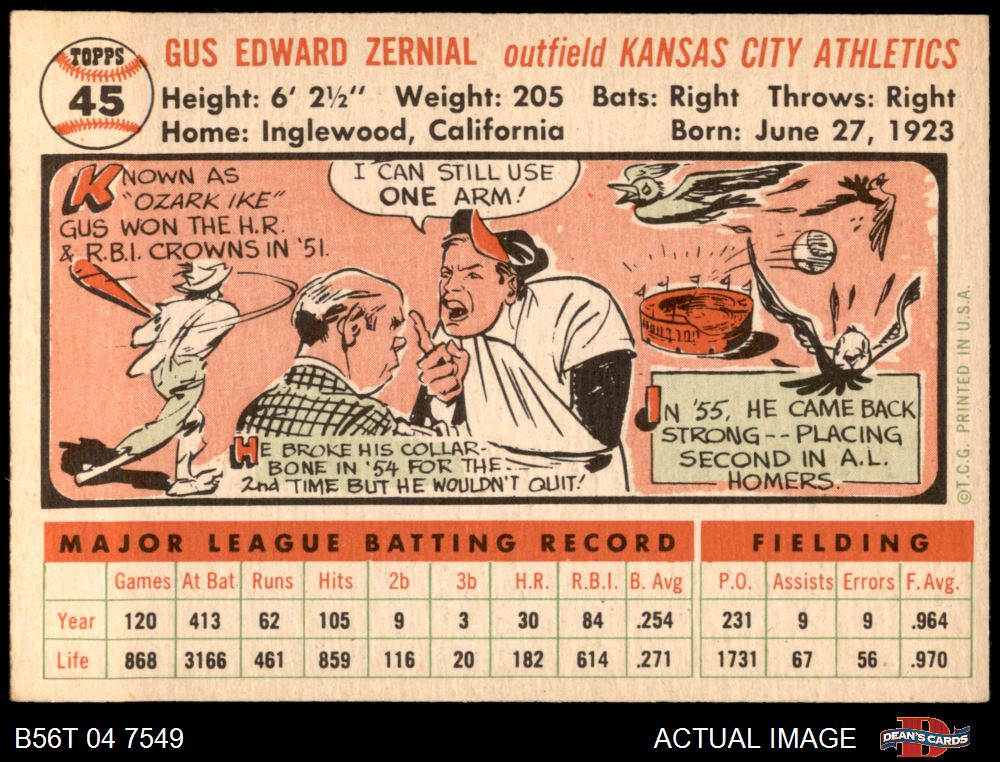 TOPPS
45
GUS EDWARD ZERNIAL outfield KANSAS CITY ATHLETICS
Height: 6' 2½" Weight: 205 Bats: Right Throws: Right
Home: Inglewood, California Born: June 27, 1923
KNOWN AS
"OZARK IKE"
GUS WON THE H.R.
& R.B.I. CROWNS IN '51.
I CAN STILL USE
ONE ARM!
HE BROKE HIS COLLAR-
BONE IN '54 FOR THE
2nd TIME BUT HE WOULDN'T QUIT!
IN '55, HE CAME BACK
STRONG--PLACING
SECOND IN A.L.
HOMERS.
©T.C.G. PRINTED IN U.S.A.
MAJOR LEAGUE BATTING RECORD FIELDING
Games At Bat Runs Hits 2b 3b H.R. R.B.I. B. Avg P.O. Assists Errors F. Avg.
Year 120 413 62 105 9 3 30 84 .254 231 9 9 .964
Life 868 3166 461 859 116 20 182 614 .271 1731 67 56 .970
B56T 04 7549 ACTUAL IMAGE
D
DEAN'S CARDS